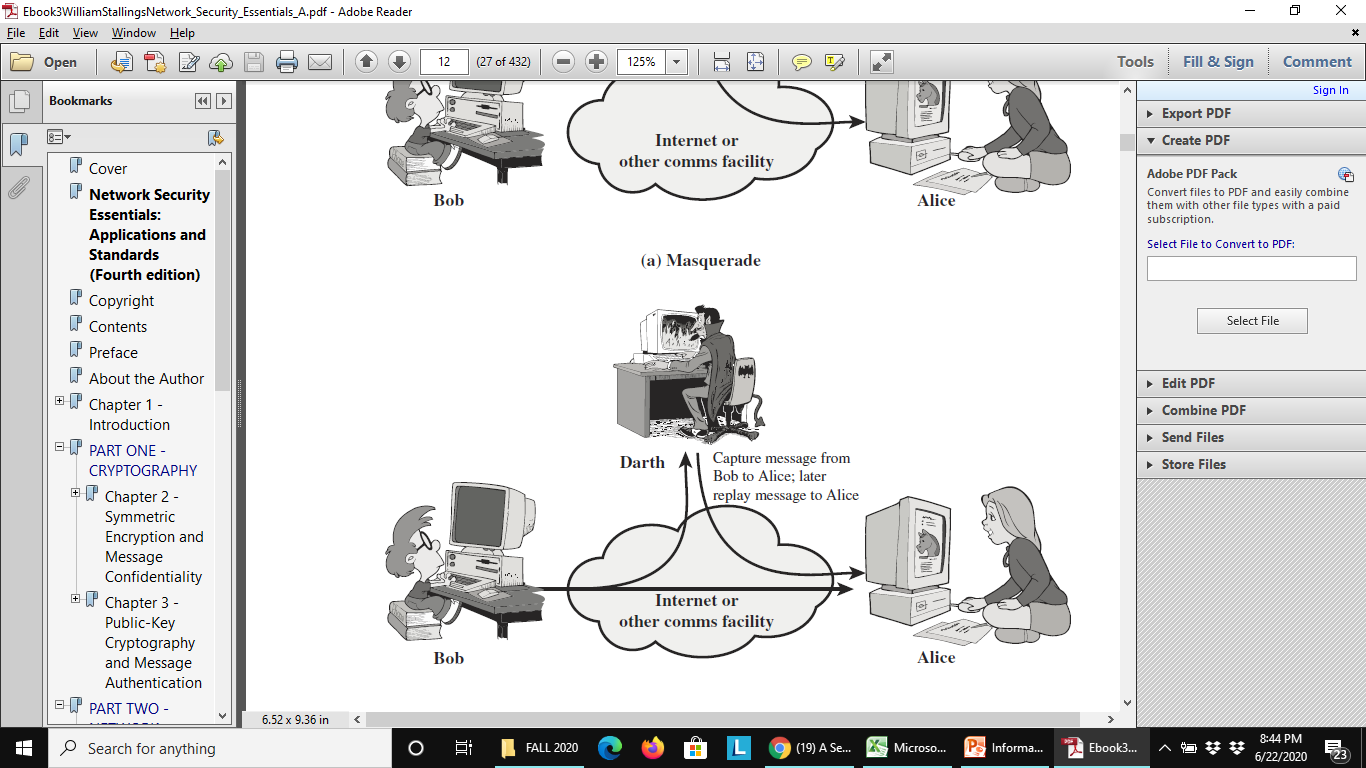 Ebook3WilliamStallingsNetwork_Security_Essentials_A.pdf - Adobe Reader
File Edit View Window Help
Open
12 (27 of 432)
125%
Tools Fill & Sign Comment
Sign In
Bookmarks
Cover
Network Security
Essentials:
Applications and
Standards
(Fourth edition)
Copyright
Contents
Preface
About the Author
Chapter 1 -
Introduction
PART ONE -
CRYPTOGRAPHY
Chapter 2 -
Symmetric
Encryption and
Message
Confidentiality
Chapter 3 -
Public-Key
Cryptography
and Message
Authentication
PART TWO -
Internet or
other comms facility
Bob
Alice
(a) Masquerade
Darth
Capture message from
Bob to Alice; later
replay message to Alice
Internet or
other comms facility
Bob
Alice
6.52 x 9.36 in
Export PDF
Create PDF
Adobe PDF Pack
Convert files to PDF and easily combine
them with other file types with a paid
subscription.
Select File to Convert to PDF:
Select File
Edit PDF
Combine PDF
Send Files
Store Files
Search for anything
FALL 2020
L
(19) A Se...
Microso...
Informa...
Ebook3...
8:44 PM
6/22/2020
23